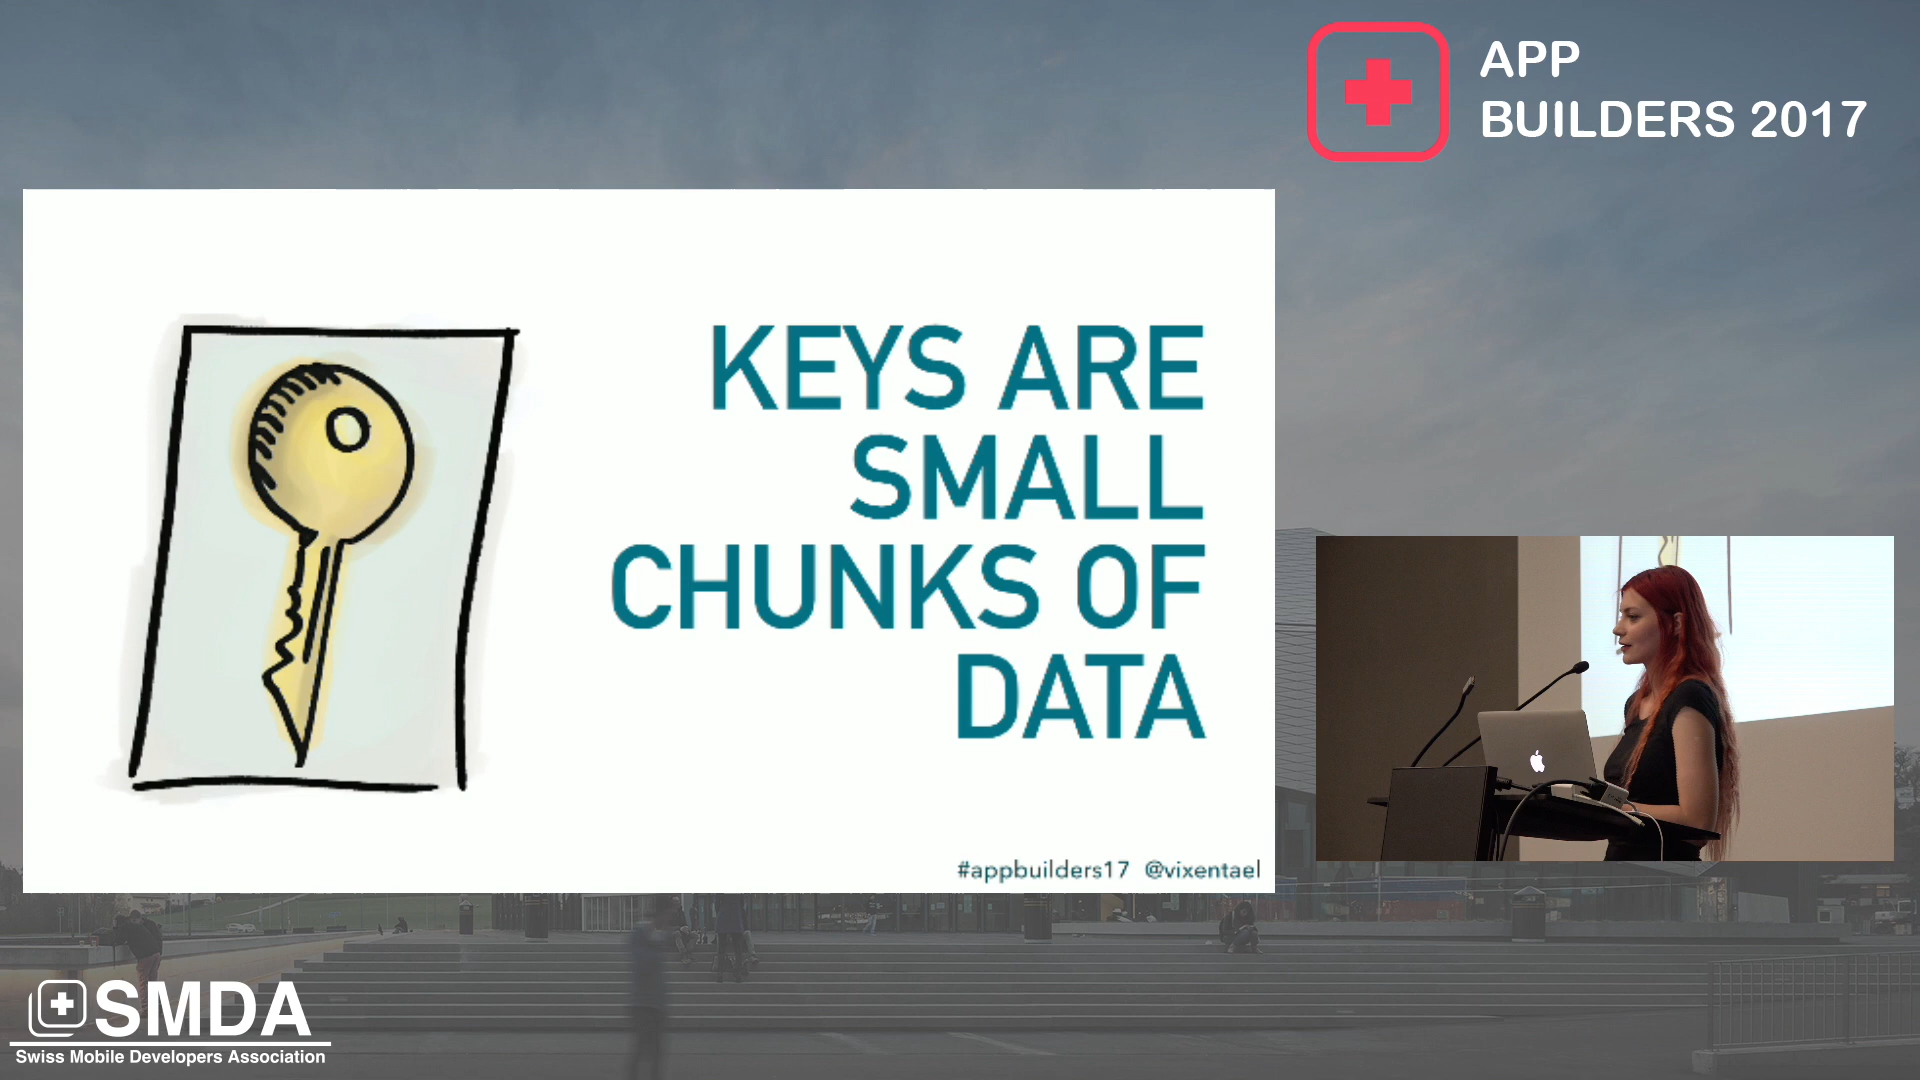 APP
BUILDERS 2017
KEYS ARE
SMALL
CHUNKS OF
DATA
#appbuilders17 @vixentael
SMDA
Swiss Mobile Developers Association